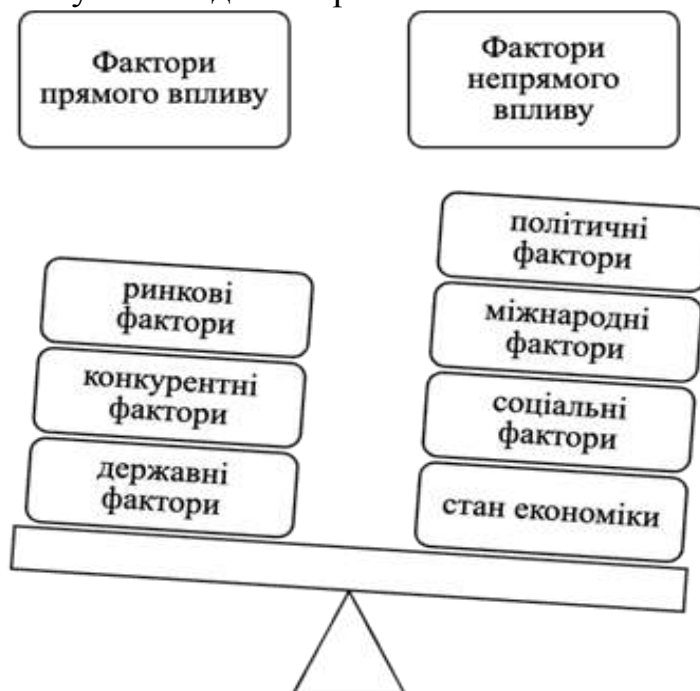 Фактори
прямого впливу
Фактори
непрямого
впливу
політичні
фактори
ринкові
фактори
міжнародні
фактори
конкурентні
фактори
соціальні
фактори
державні
фактори
стан економіки